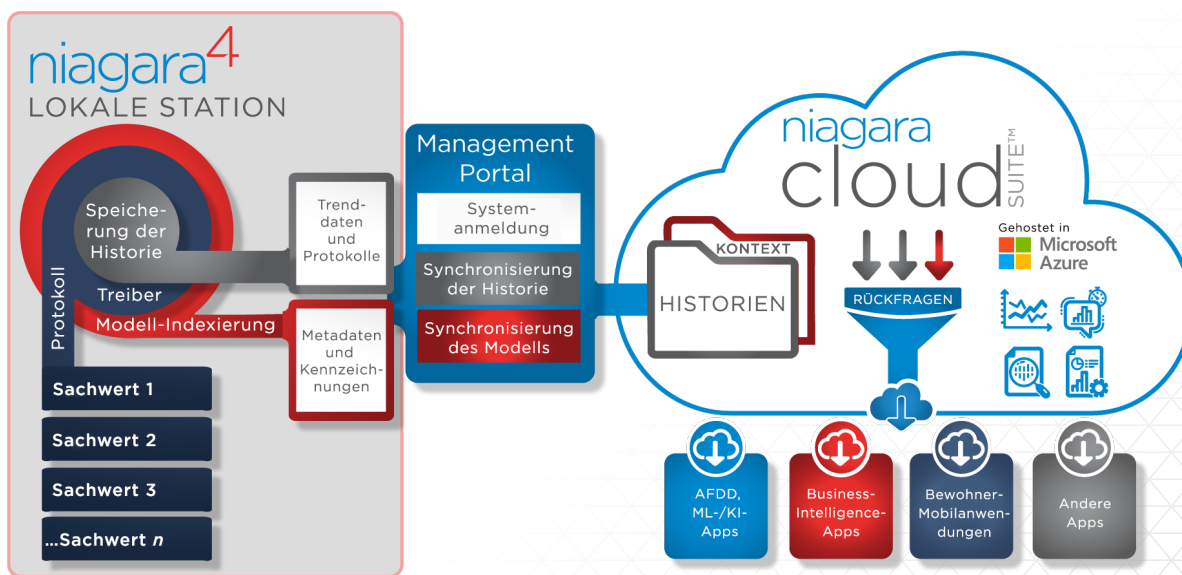 niagara4
LOKALE STATION
Speiche-
rung der
Historie
Treiber
Protokoll
Modell-Indexierung
Sachwert 1
Sachwert 2
Sachwert 3
...Sachwert n
Trend-
daten
und
Protokolle
Metadaten
und
Kennzeich-
nungen
Management
Portal
System-
anmeldung
Synchronisierung
der Historie
Synchronisierung
des Modells
niagara
cloud
SUITE™
KONTEXT
HISTORIEN
RÜCKFRAGEN
Gehostet in
Microsoft
Azure
AFDD,
ML-/KI-
Apps
Business-
Intelligence-
Apps
Bewohner-
Mobilanwen-
dungen
Andere
Apps